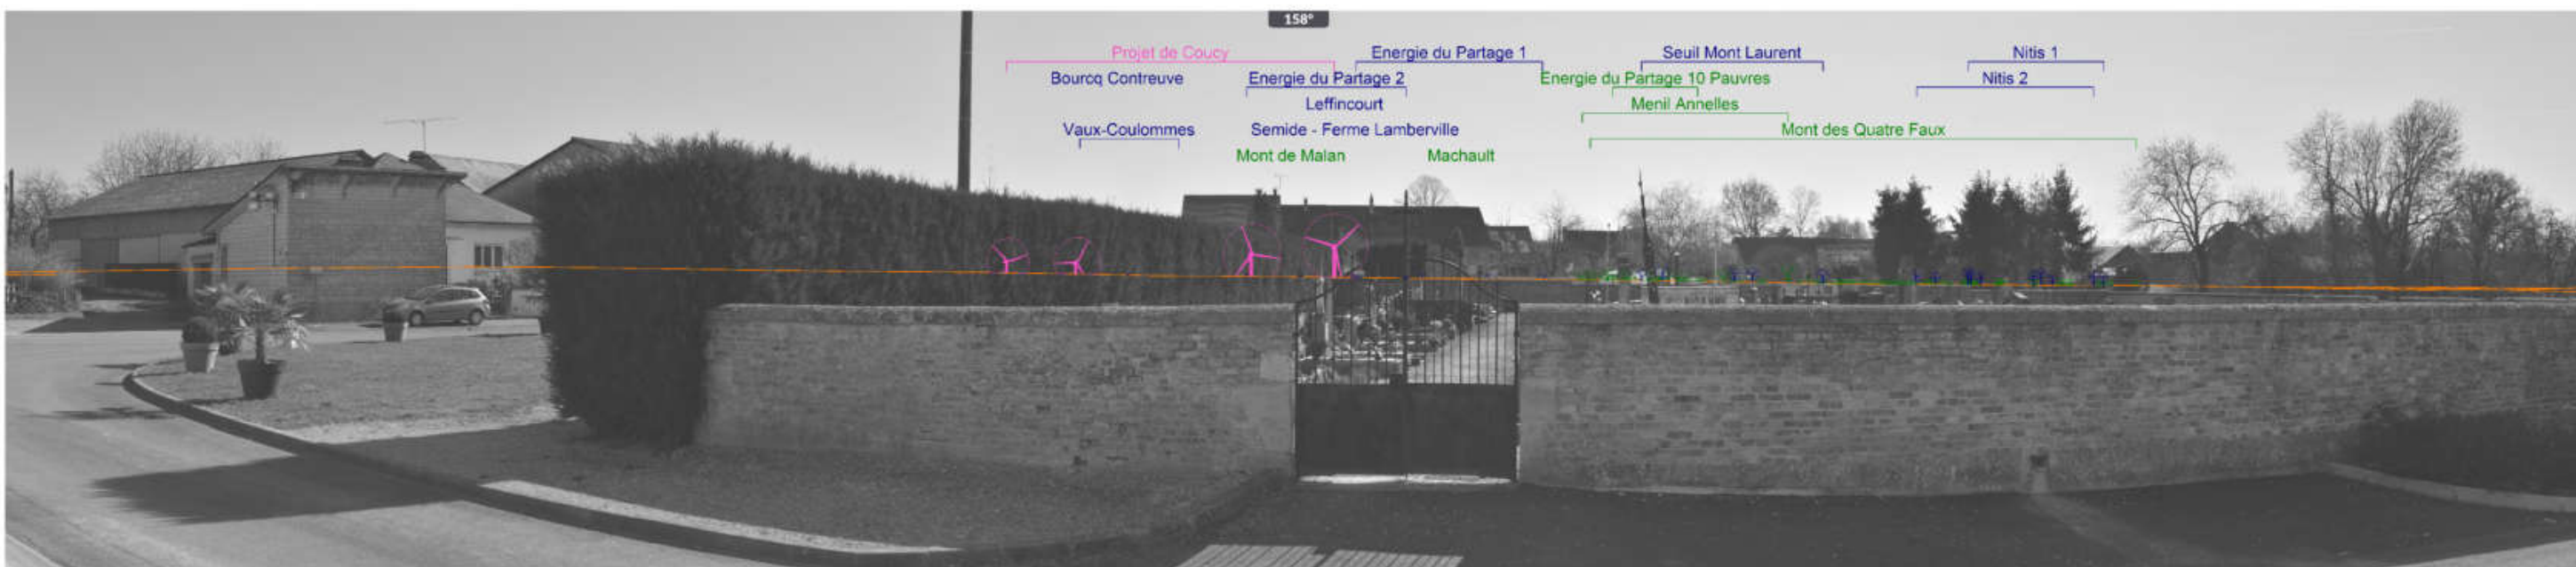 158°
Projet de Coucy Energie du Partage 1 Seuil Mont Laurent Nitis 1
Bourcq Contreuve Energie du Partage 2 Energie du Partage 10 Pauvres Nitis 2
Leffincourt Menil Annelles
Vaux-Coulommes Semide - Ferme Lamberville Mont des Quatre Faux
Mont de Malan Machault